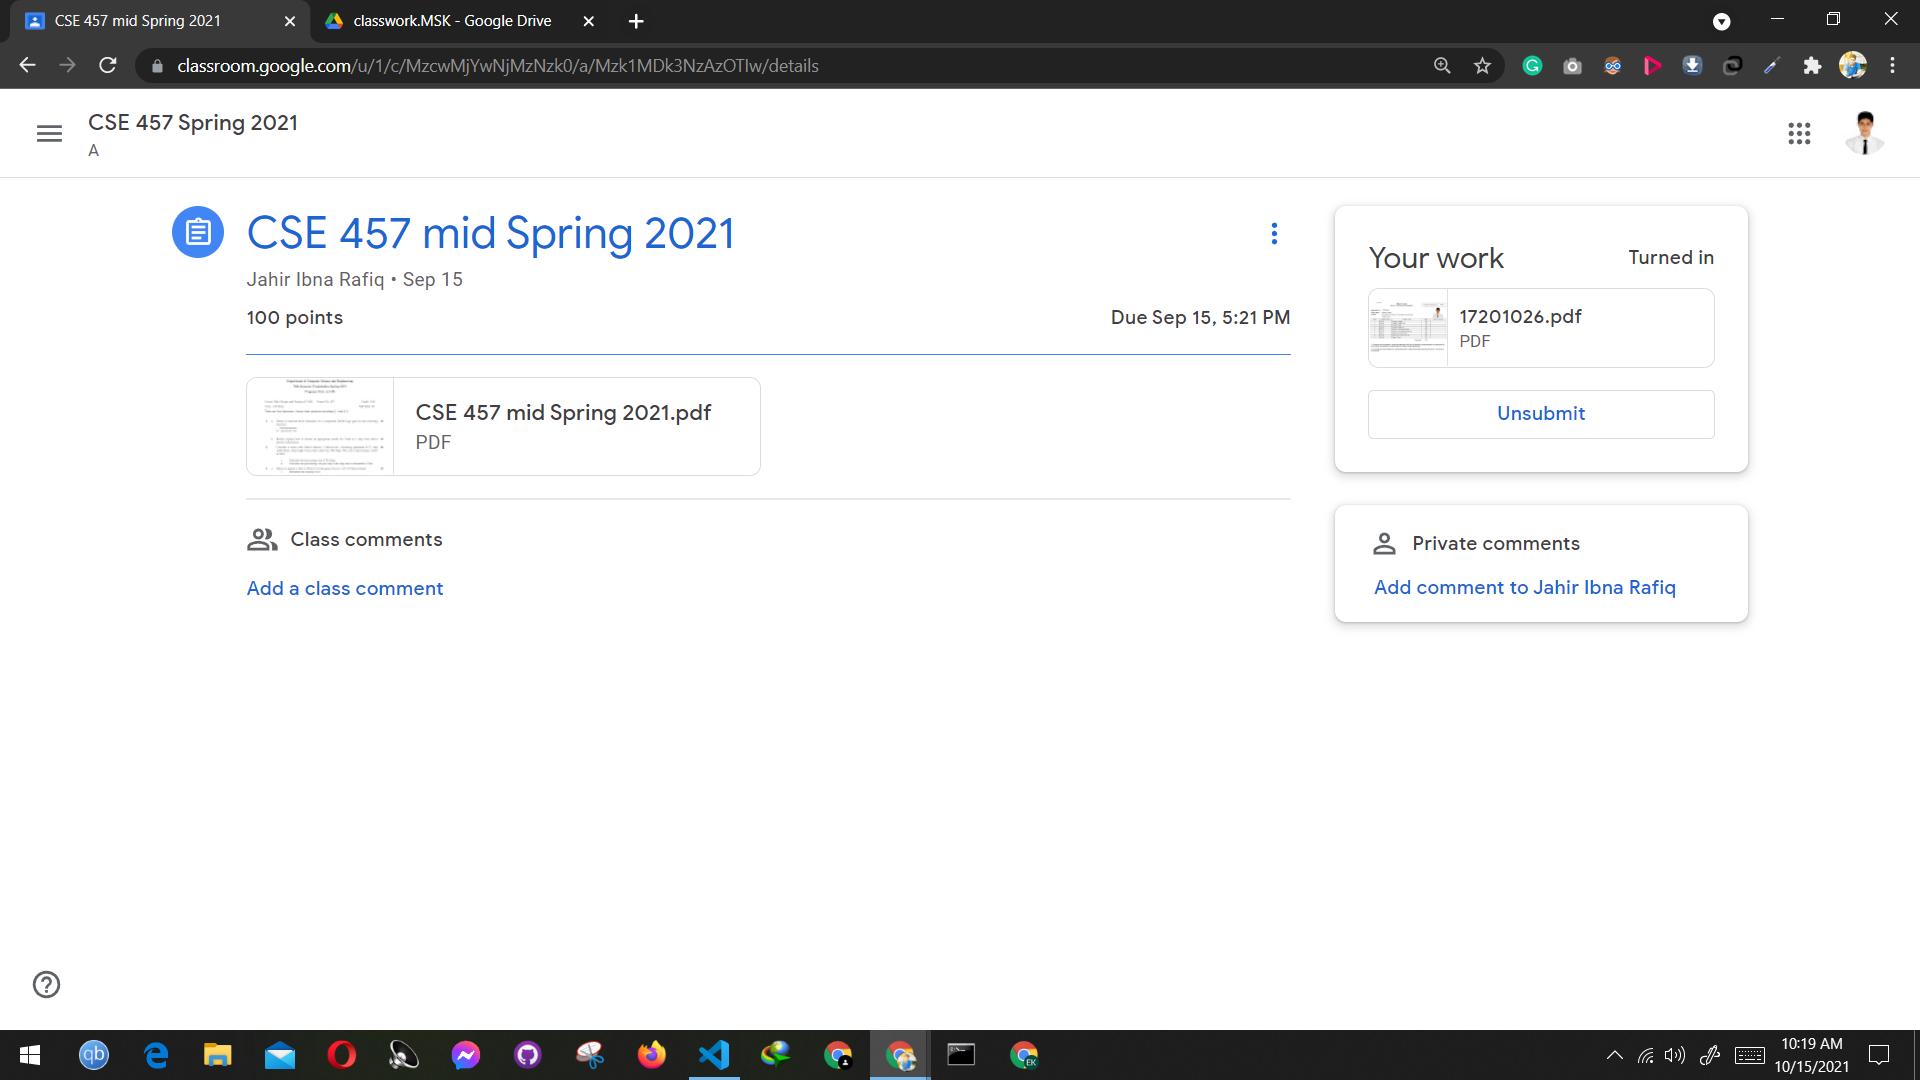 CSE 457 mid Spring 2021
classwork.MSK - Google Drive
classroom.google.com/u/1/c/MzcwMjYwNjMzNzk0/a/Mzk1MDk3NzAzOTIw/details
CSE 457 Spring 2021
A
CSE 457 mid Spring 2021
Jahir Ibna Rafiq • Sep 15
100 points
Due Sep 15, 5:21 PM
CSE 457 mid Spring 2021.pdf
PDF
Class comments
Add a class comment
Your work
Turned in
17201026.pdf
PDF
Unsubmit
Private comments
Add comment to Jahir Ibna Rafiq
qb
EK
10:19 AM
10/15/2021